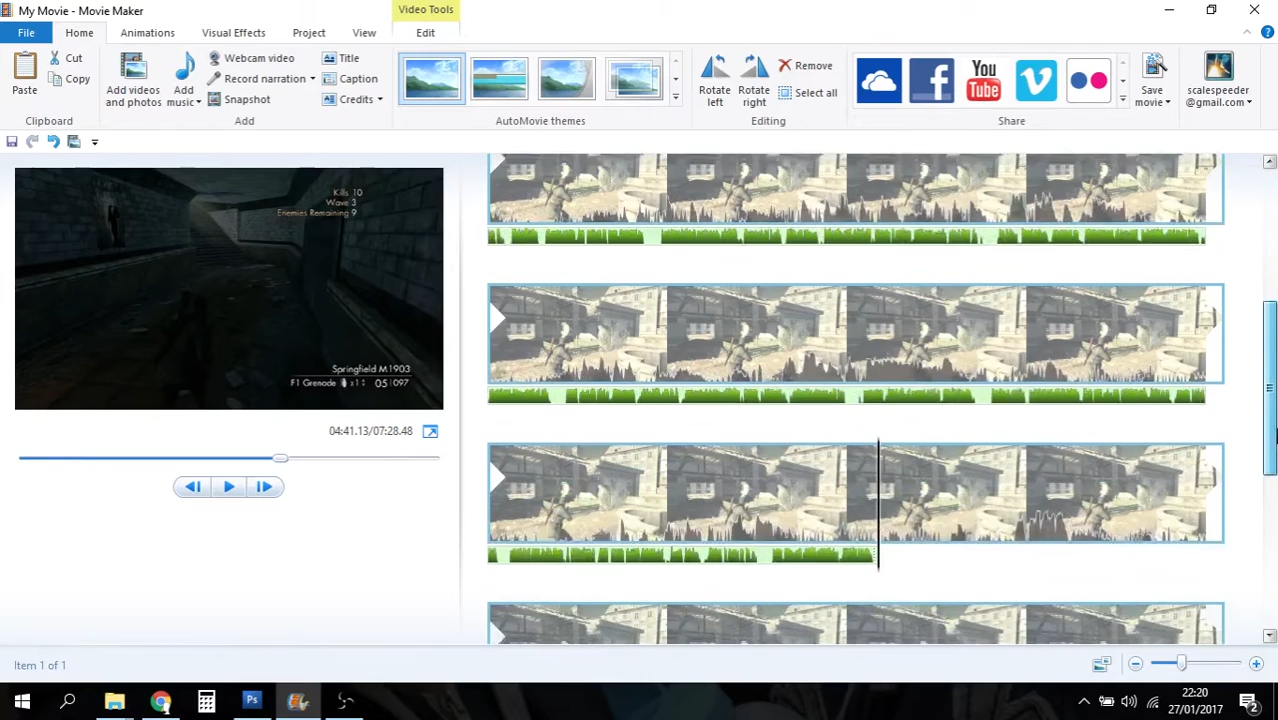 My Movie - Movie Maker
Video Tools
File
Home
Animations
Visual Effects
Project
View
Edit
Paste
Cut
Copy
Clipboard
Add videos
and photos
Add
music
Webcam video
Record narration
Snapshot
Title
Caption
Credits
Add
AutoMovie themes
Rotate
left
Rotate
right
Remove
Select all
Editing
You
Tube
Share
Save
movie
scalespeeder
@gmail.com
Kills 10
Wave 3
Enemies Remaining 9
Springfield M1903
F1 Grenade x1 05 097
04:41.13/07:28.48
Item 1 of 1
Ps
22:20
27/01/2017
2